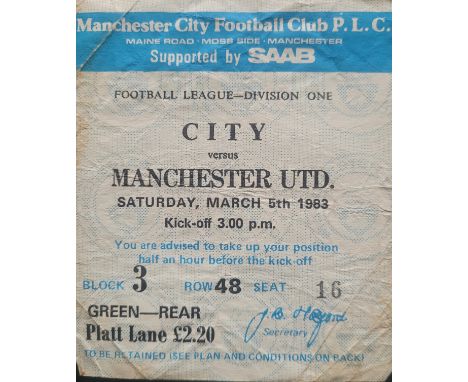 Manchester City Football Club P.L.C.
MAINE ROAD · MOSS SIDE · MANCHESTER
Supported by SAAB
FOOTBALL LEAGUE—DIVISION ONE
CITY
versus
MANCHESTER UTD.
SATURDAY, MARCH 5th 1983
Kick-off 3.00 p.m.
You are advised to take up your position
half an hour before the kick-off
BLOCK 3 ROW 48 SEAT 16
GREEN—REAR
Platt Lane £2.20
Secretary
TO BE RETAINED (SEE PLAN AND CONDITIONS ON BACK)